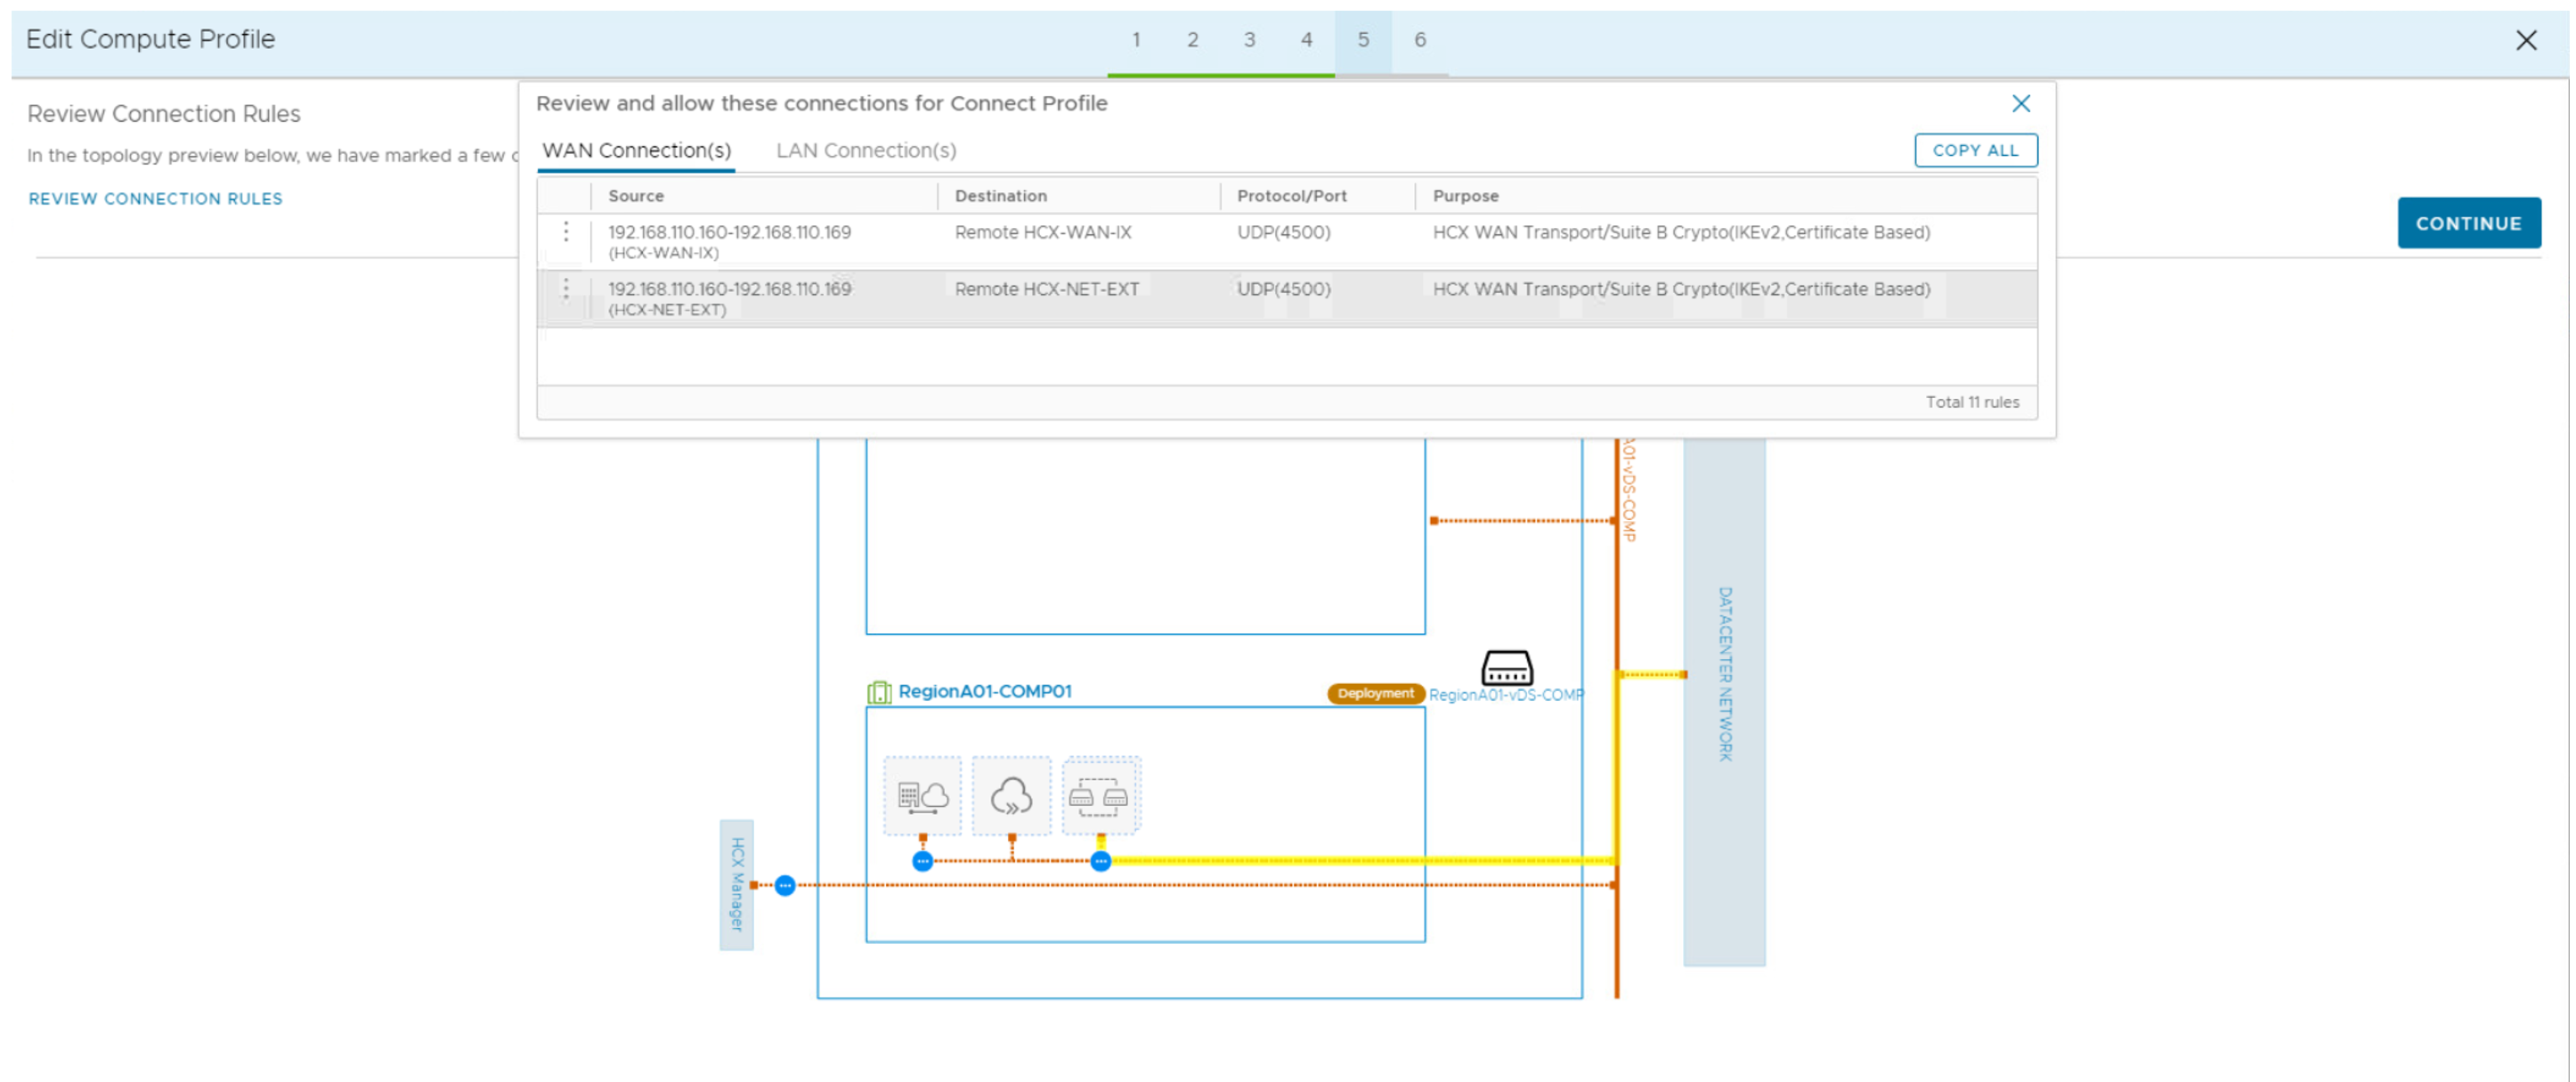 Edit Compute Profile
1 2 3 4 5 6
Review Connection Rules
In the topology preview below, we have marked a few
REVIEW CONNECTION RULES
CONTINUE
Review and allow these connections for Connect Profile
WAN Connection(s) LAN Connection(s) COPY ALL
Source Destination Protocol/Port Purpose
192.168.110.160-192.168.110.169 Remote HCX-WAN-IX UDP(4500) HCX WAN Transport/Suite B Crypto(IKEv2,Certificate Based)
(HCX-WAN-IX)
192.168.110.160-192.168.110.169 Remote HCX-NET-EXT UDP(4500) HCX WAN Transport/Suite B Crypto(IKEv2,Certificate Based)
(HCX-NET-EXT)
Total 11 rules
A01-vDS-COMP
DATACENTER NETWORK
RegionA01-COMP01 Deployment RegionA01-vDS-COMP
HCX Manager